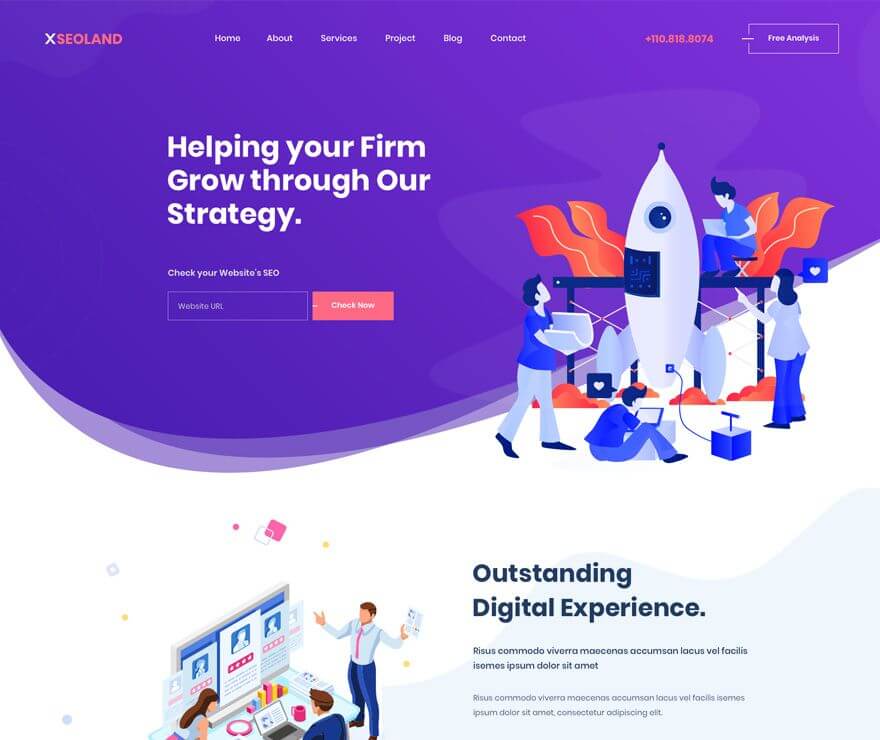 XSEOLAND
Home About Services Project Blog Contact
+110.818.8074
Free Analysis
Helping your Firm
Grow through Our
Strategy.
Check your Website's SEO
Website URL
Check Now
Outstanding
Digital Experience.
Risus commodo viverra maecenas accumsan lacus vel facilis
isemes ipsum dolor sit amet
Risus commodo viverra maecenas accumsan lacus vel facilis isemes
ipsum dolor sit amet, consectetur adipiscing elit.